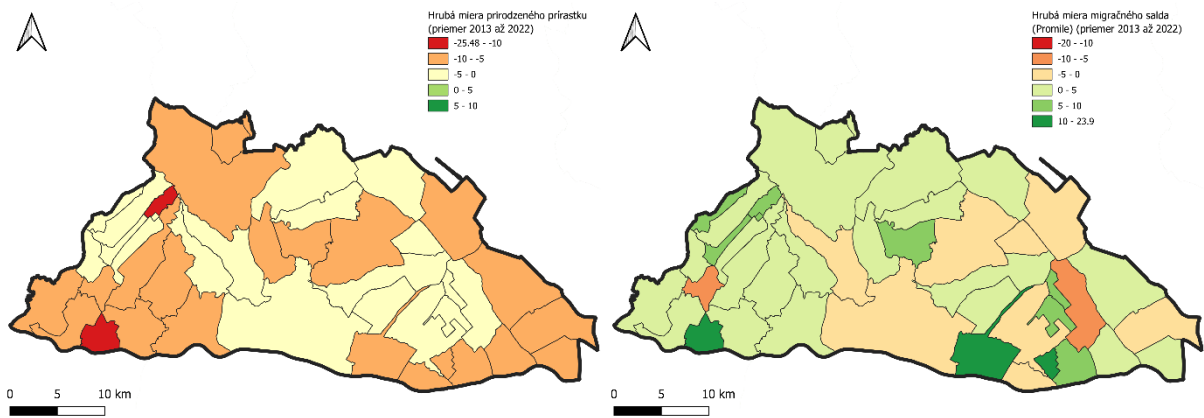 Hrubá miera prirodzeného prírastku
(priemer 2013 až 2022)
-25.48 - -10
-10 - -5
-5 - 0
0 - 5
5 - 10
0 5 10 km
Hrubá miera migračného salda
(Promile) (priemer 2013 až 2022)
-20 - -10
-10 - -5
-5 - 0
0 - 5
5 - 10
10 - 23.9
0 5 10 km